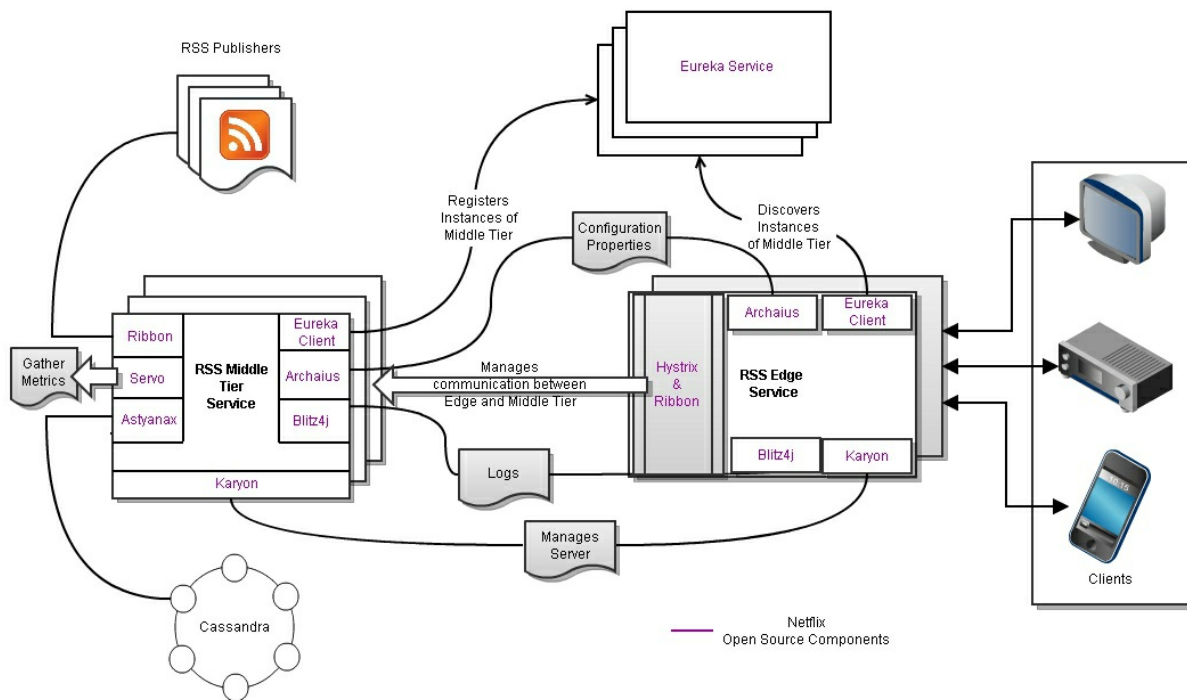 RSS Publishers
Eureka Service
Registers
Instances of
Middle Tier
Discovers
Instances
of Middle Tier
Configuration
Properties
Ribbon
Servo
Astyanax
RSS Middle
Tier
Service
Eureka
Client
Archaius
Blitz4j
Karyon
Gather
Metrics
Manages
communication between
Edge and Middle Tier
Hystrix
&
Ribbon
Archaius
Eureka
Client
RSS Edge
Service
Blitz4j
Karyon
Logs
Manages
Server
Cassandra
10:15
Clients
Netflix
Open Source Components